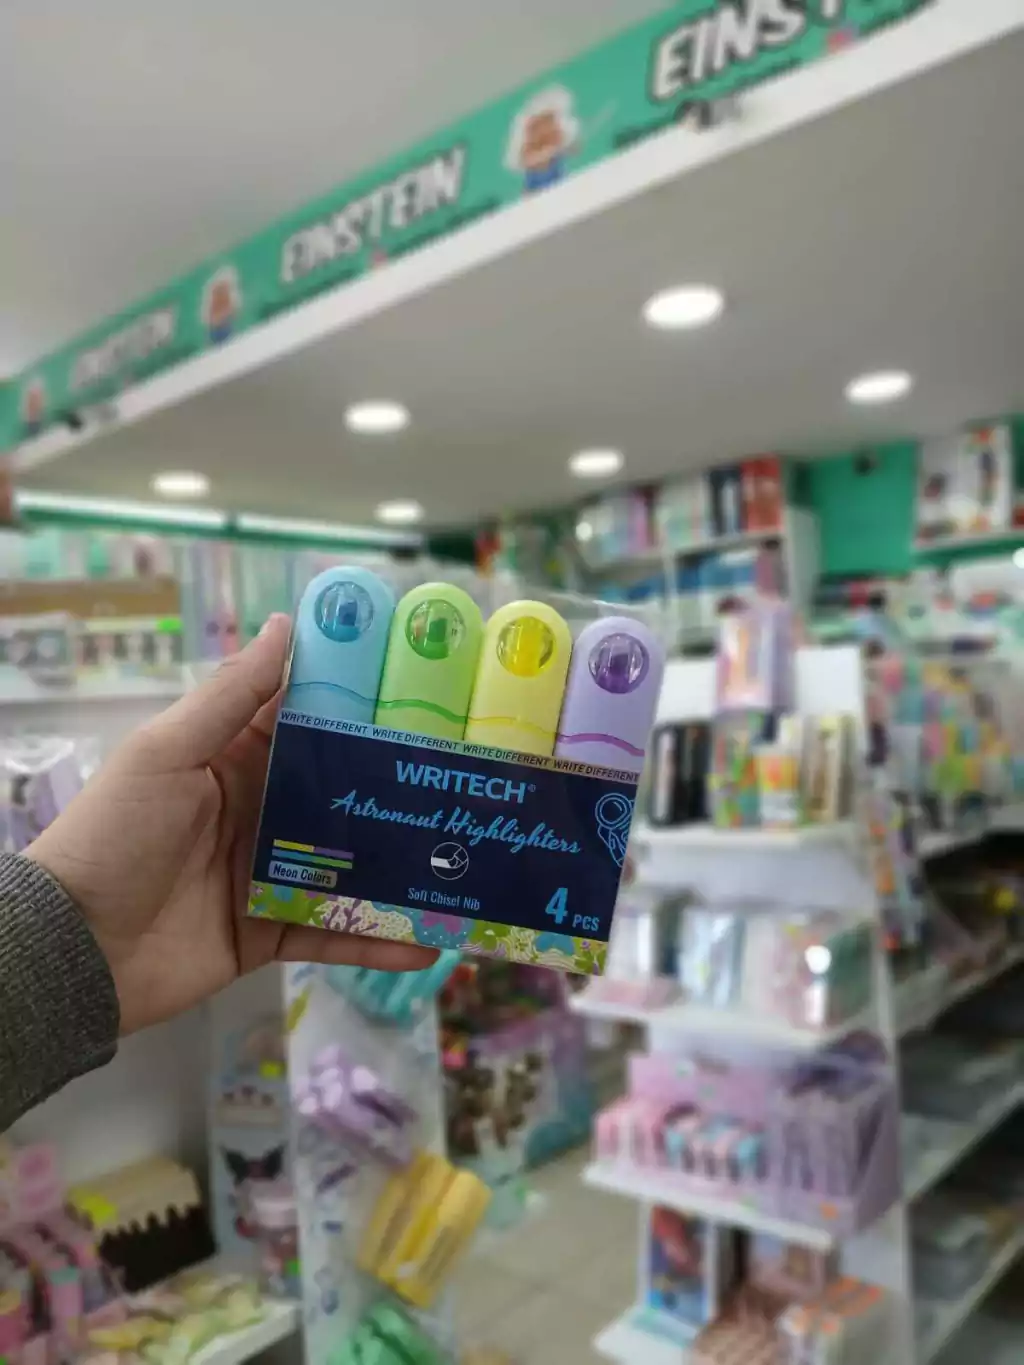 EINSTEIN
EINSTEIN
EINSTEIN
WRITE DIFFERENT WRITE DIFFERENT WRITE DIFFERENT WRITE DIFFERENT
WRITECH®
Astronaut Highlighters
Neon Colors
Soft Chisel Nib
4 PCS